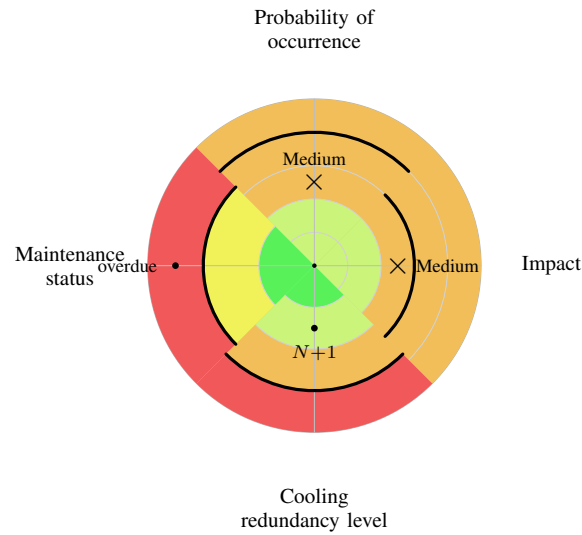 Probability of
occurrence
Medium
Maintenance
status
overdue
Medium
Impact
N+1
Cooling
redundancy level